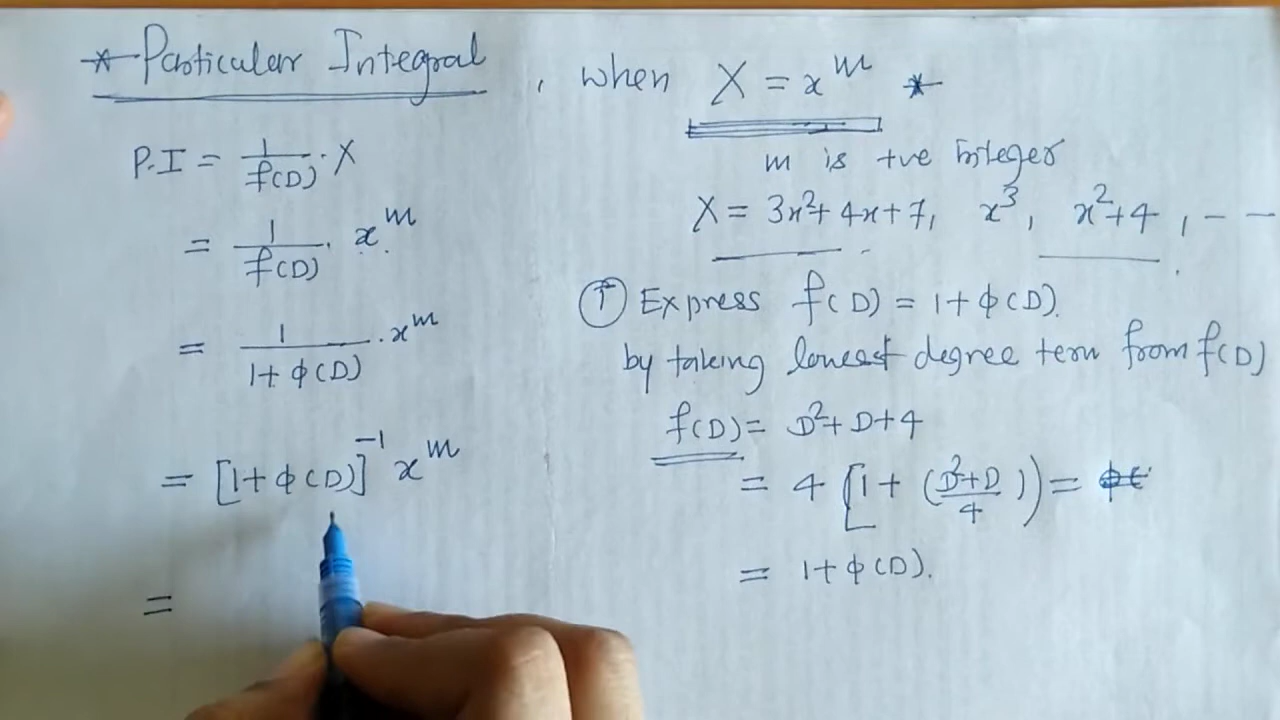 * Particular Integral, when X = x^m *
P.I = 1/f(D) · X
= 1/f(D) · x^m
= 1/(1 + φ(D)) · x^m
= [1 + φ(D)]^-1 x^m
=
m is +ve Integer
X = 3x² + 4x + 7, x³, x² + 4, - -
① Express f(D) = 1 + φ(D).
by taking lowest degree term from f(D)
f(D) = D² + D + 4
= 4 [1 + ((D² + D)/4)] =
= 1 + φ(D).